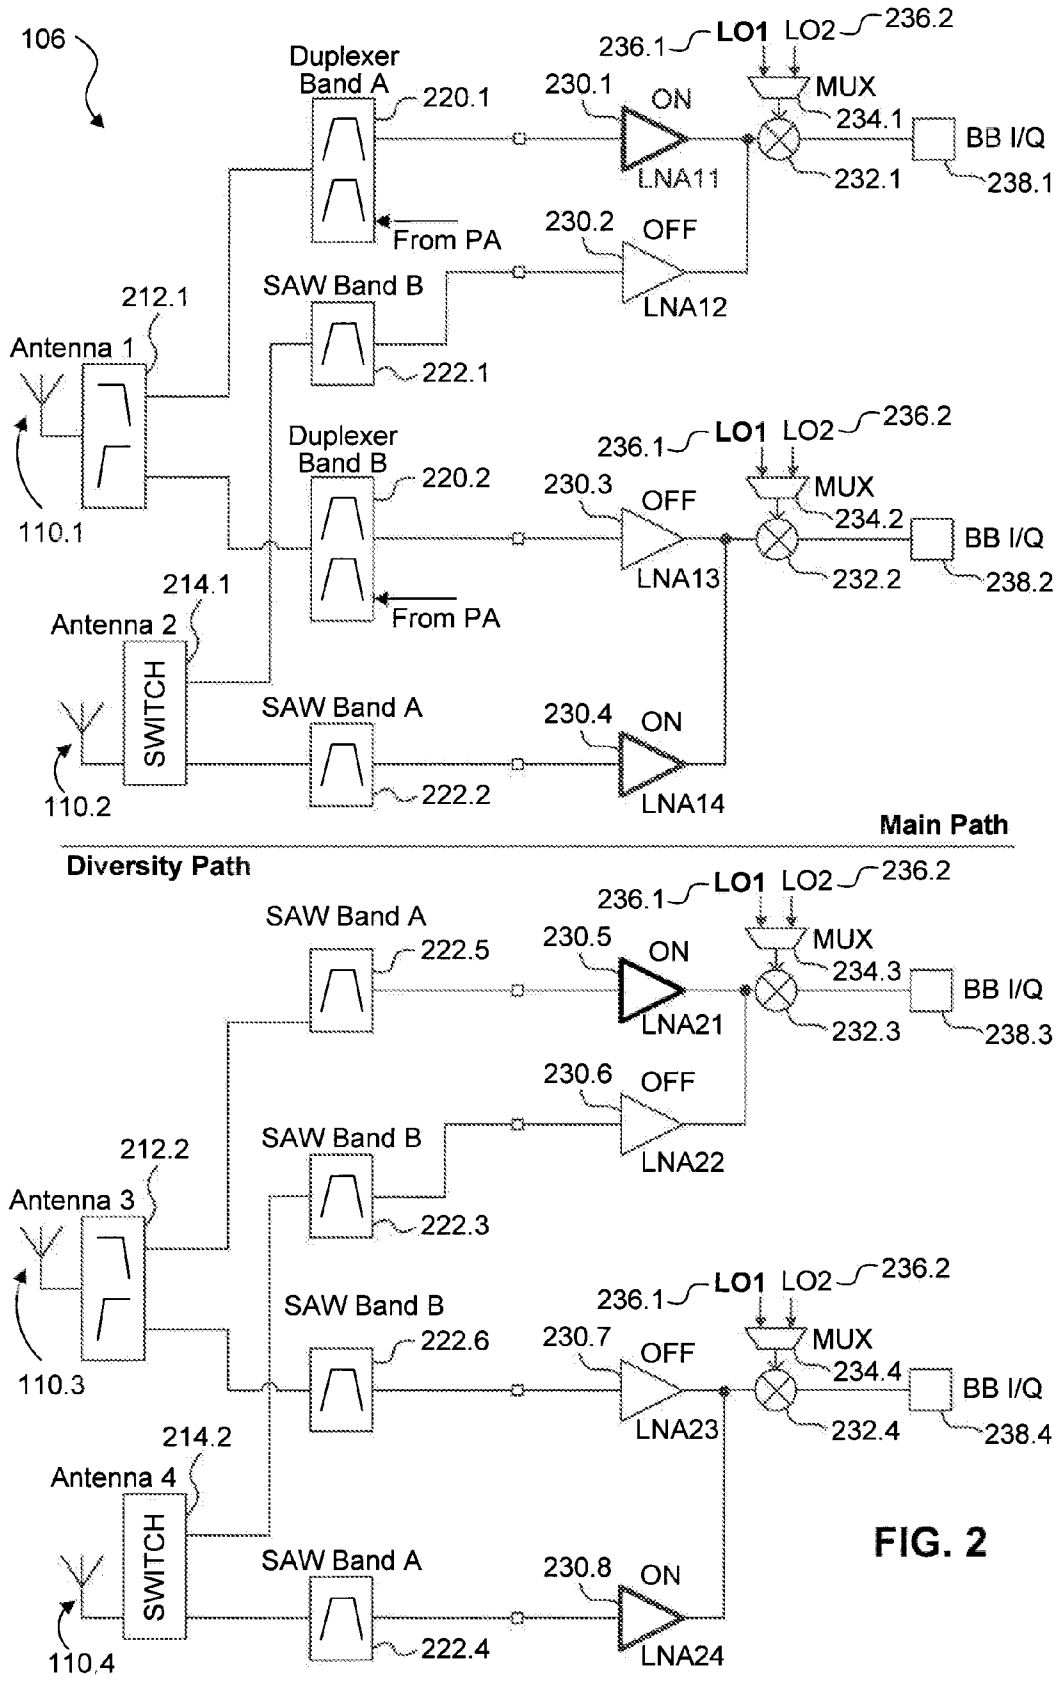 106
Duplexer
Band A
220.1
From PA
236.1
LO1
LO2
236.2
MUX
234.1
230.1
ON
LNA11
232.1
BB I/Q
238.1
230.2
OFF
LNA12
SAW Band B
222.1
212.1
Antenna 1
110.1
Duplexer
Band B
220.2
From PA
236.1
LO1
LO2
236.2
MUX
234.2
230.3
OFF
LNA13
232.2
BB I/Q
238.2
214.1
Antenna 2
SWITCH
110.2
SAW Band A
222.2
230.4
ON
LNA14
Main Path
Diversity Path
236.1
LO1
LO2
236.2
MUX
234.3
SAW Band A
222.5
230.5
ON
LNA21
232.3
BB I/Q
238.3
230.6
OFF
LNA22
SAW Band B
222.3
212.2
Antenna 3
110.3
SAW Band B
222.6
236.1
LO1
LO2
236.2
MUX
234.4
230.7
OFF
LNA23
232.4
BB I/Q
238.4
214.2
Antenna 4
SWITCH
110.4
SAW Band A
222.4
230.8
ON
LNA24
FIG. 2